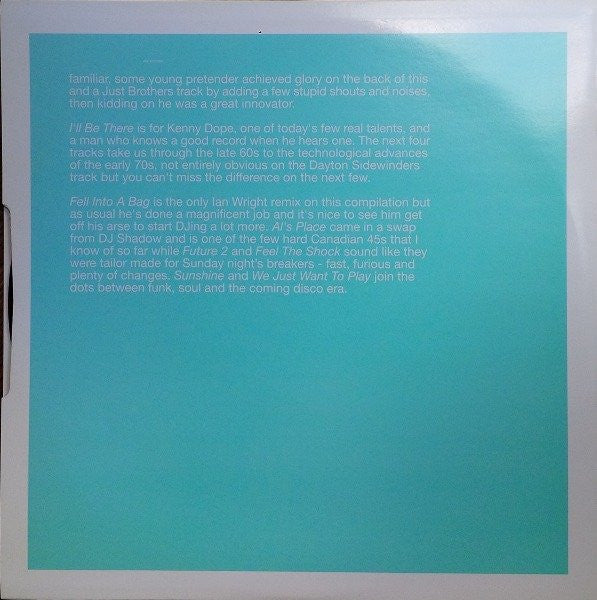 familiar. some young pretender achieved glory on the back of this
and a Just Brothers track by adding a few stupid shouts and noises,
then kidding on he was a great innovator.
I'll Be There is for Kenny Dope, one of today's few real talents, and
a man who knows a good record when he hears one. The next four
tracks take us through the late 60s to the technological advances
of the early 70s. not entirely obvious on the Dayton Sidewinders
track but you can't miss the difference on the next few.
Fell Into A Bag is the only Ian Wright remix on this compilation but
as usual he's done a magnificent job and it's nice to see him get
off his arse to start DJing a lot more. Al's Place came in a swap
from DJ Shadow and is one of the few hard Canadian 45s that I
know of so far while Future 2 and Feel The Shock sound like they
were tailor made for Sunday night's breakers - fast, furious and
plenty of changes. Sunshine and We Just Want To Play join the
dots between funk, soul and the coming disco era.